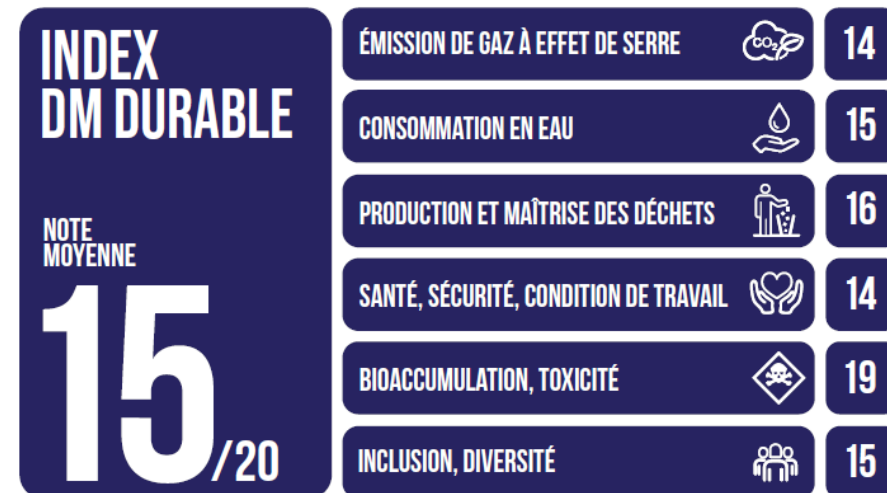 INDEX
DM DURABLE
NOTE
MOYENNE
15/20
ÉMISSION DE GAZ À EFFET DE SERRE CO₂ 14
CONSOMMATION EN EAU 15
PRODUCTION ET MAÎTRISE DES DÉCHETS 16
SANTÉ, SÉCURITÉ, CONDITION DE TRAVAIL 14
BIOACCUMULATION, TOXICITÉ 19
INCLUSION, DIVERSITÉ 15